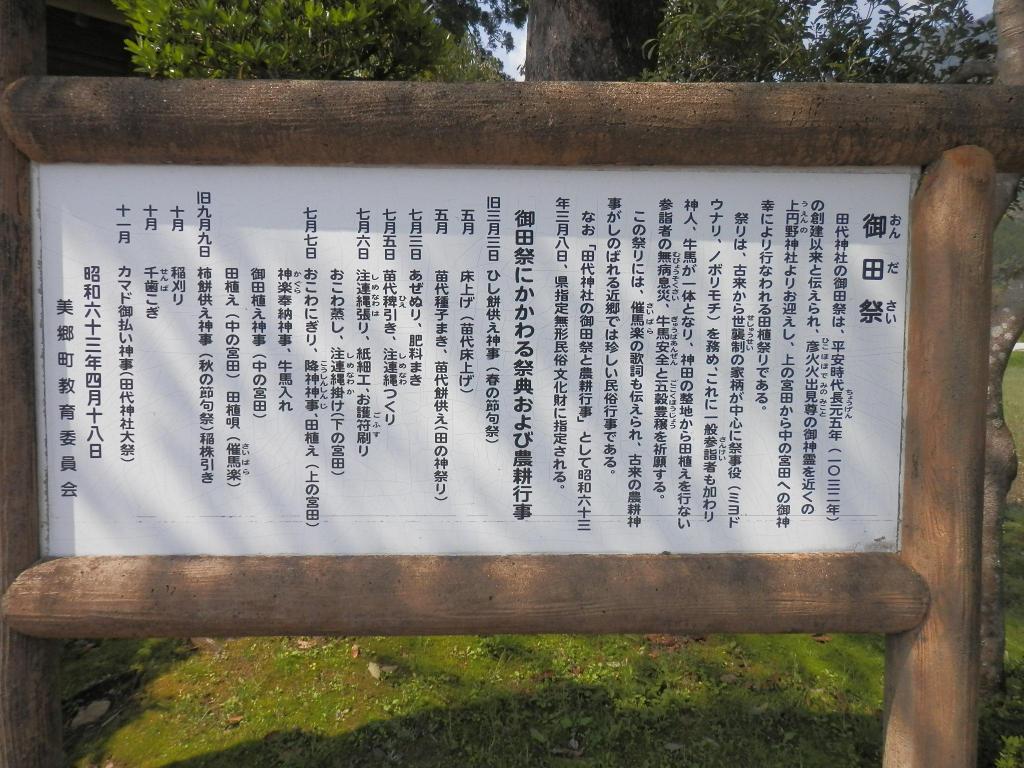 御田祭
おんださい
田代神社の御田祭は、平安時代長元五年（一〇三二年）
の創建以来と伝えられ、彦火火出見尊の御神霊を近くの
上円野神社よりお迎えし、上の宮田から中の宮田への御神
幸により行なわれる田植祭りである。
祭りは、古来から世襲制の家柄が中心に祭事役（ミヨド
ウナリ、ノボリモチ）を務め、これに一般参詣者も加わり
神人、牛馬が一体となり、神田の整地から田植えを行ない
参詣者の無病息災、牛馬安全と五穀豊穣を祈願する。
この祭りには、催馬楽の歌詞も伝えられ、古来の農耕神
事がしのばれる近郷では珍しい民俗行事である。
なお「田代神社の御田祭と農耕行事」として昭和六十三
年三月八日、県指定無形民俗文化財に指定される。
御田祭にかかわる祭典および農耕行事
旧三月三日 ひし餅供え神事（春の節句祭）
五月 床上げ（苗代床上げ）
五月 苗代種子まき、苗代餅供え（田の神祭り）
七月三日 あぜぬり、肥料まき
七月五日 苗代稗引き、注連縄つくり
七月六日 注連縄張り、紙細工、お護符刷り
おこわ蒸し、注連縄掛け（下の宮田）
七月七日 おこわにぎり、降神神事、田植え（上の宮田）
神楽奉納神事、牛馬入れ
御田植え神事（中の宮田）
田植え（中の宮田）田植唄（催馬楽）
旧九月九日 柿餅供え神事（秋の節句祭）稲株引き
十月 稲刈り
十月 千歯こぎ
十一月 カマド御払い神事（田代神社大祭）
昭和六十三年四月十八日
美郷町教育委員会